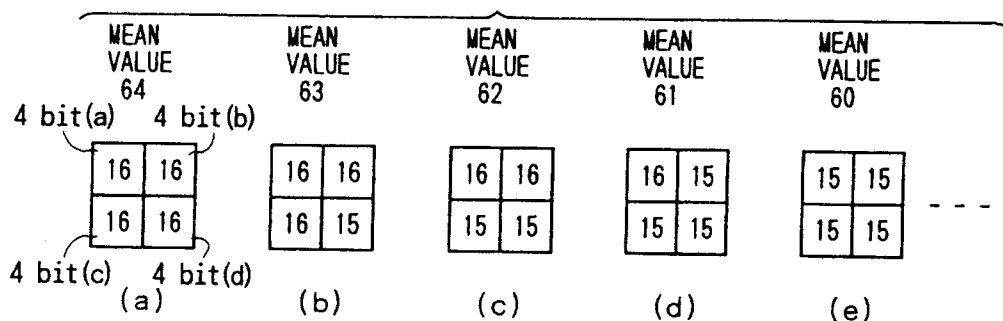 MEAN VALUE 64
MEAN VALUE 63
MEAN VALUE 62
MEAN VALUE 61
MEAN VALUE 60
4 bit(a) 4 bit(b)
16 16 16 16 16 16 16 15 15 15
16 16 16 15 15 15 15 15 15 15
4 bit(c) 4 bit(d)
(a) (b) (c) (d) (e)